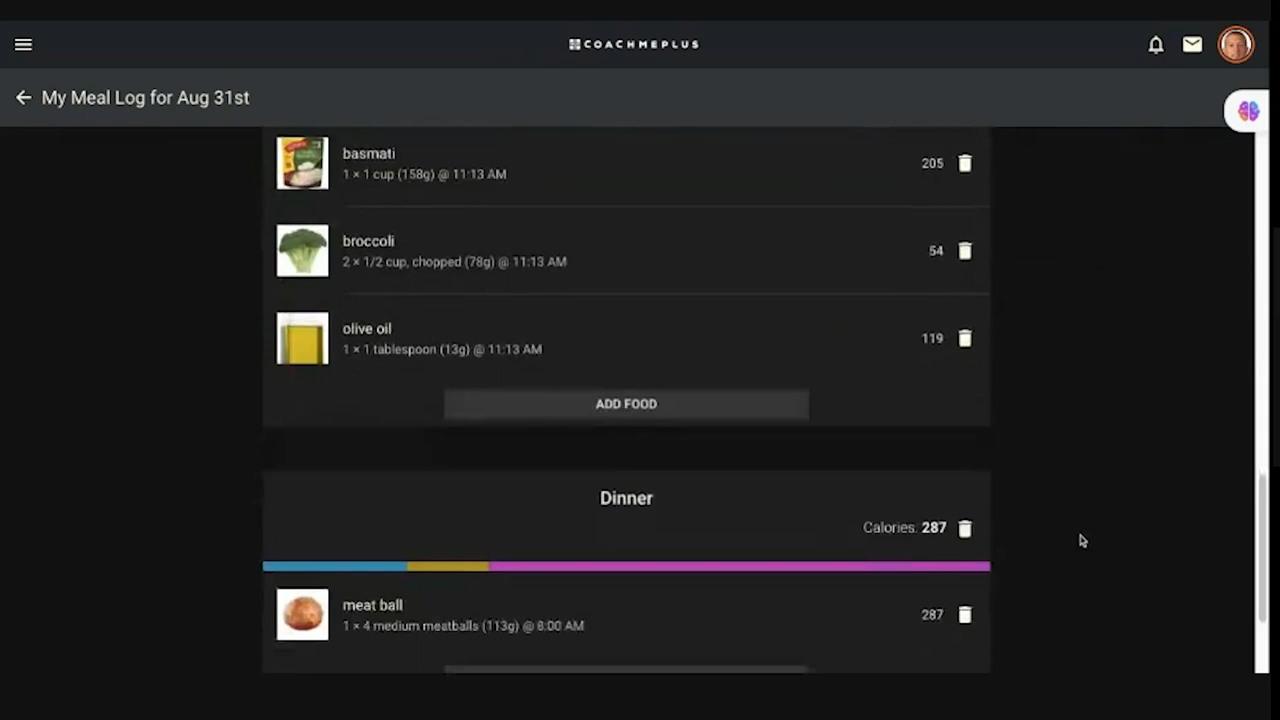 COACHMEPLUS
My Meal Log for Aug 31st
basmati
1 × 1 cup (158g) @ 11:13 AM
205
broccoli
2 × 1/2 cup, chopped (78g) @ 11:13 AM
54
olive oil
1 × 1 tablespoon (13g) @ 11:13 AM
119
ADD FOOD
Dinner
Calories: 287
meat ball
1 × 4 medium meatballs (113g) @ 8:00 AM
287